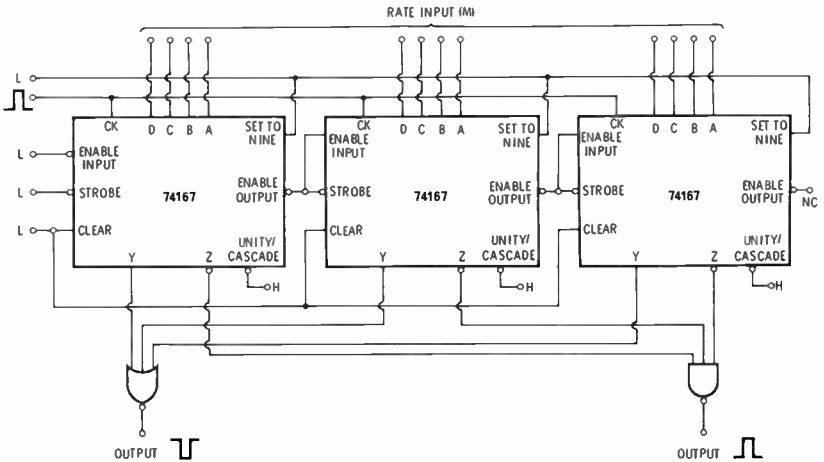 RATE INPUT (M)
L
CK D C B A SET TO NINE
L ENABLE INPUT
L STROBE
74167
ENABLE OUTPUT
L CLEAR
Y Z UNITY/ CASCADE
H
CK D C B A SET TO NINE
ENABLE INPUT
STROBE
74167
ENABLE OUTPUT
CLEAR
Y Z UNITY/ CASCADE
H
CK D C B A SET TO NINE
ENABLE INPUT
STROBE
74167
ENABLE OUTPUT
NC
CLEAR
Y Z UNITY/ CASCADE
H
OUTPUT
OUTPUT